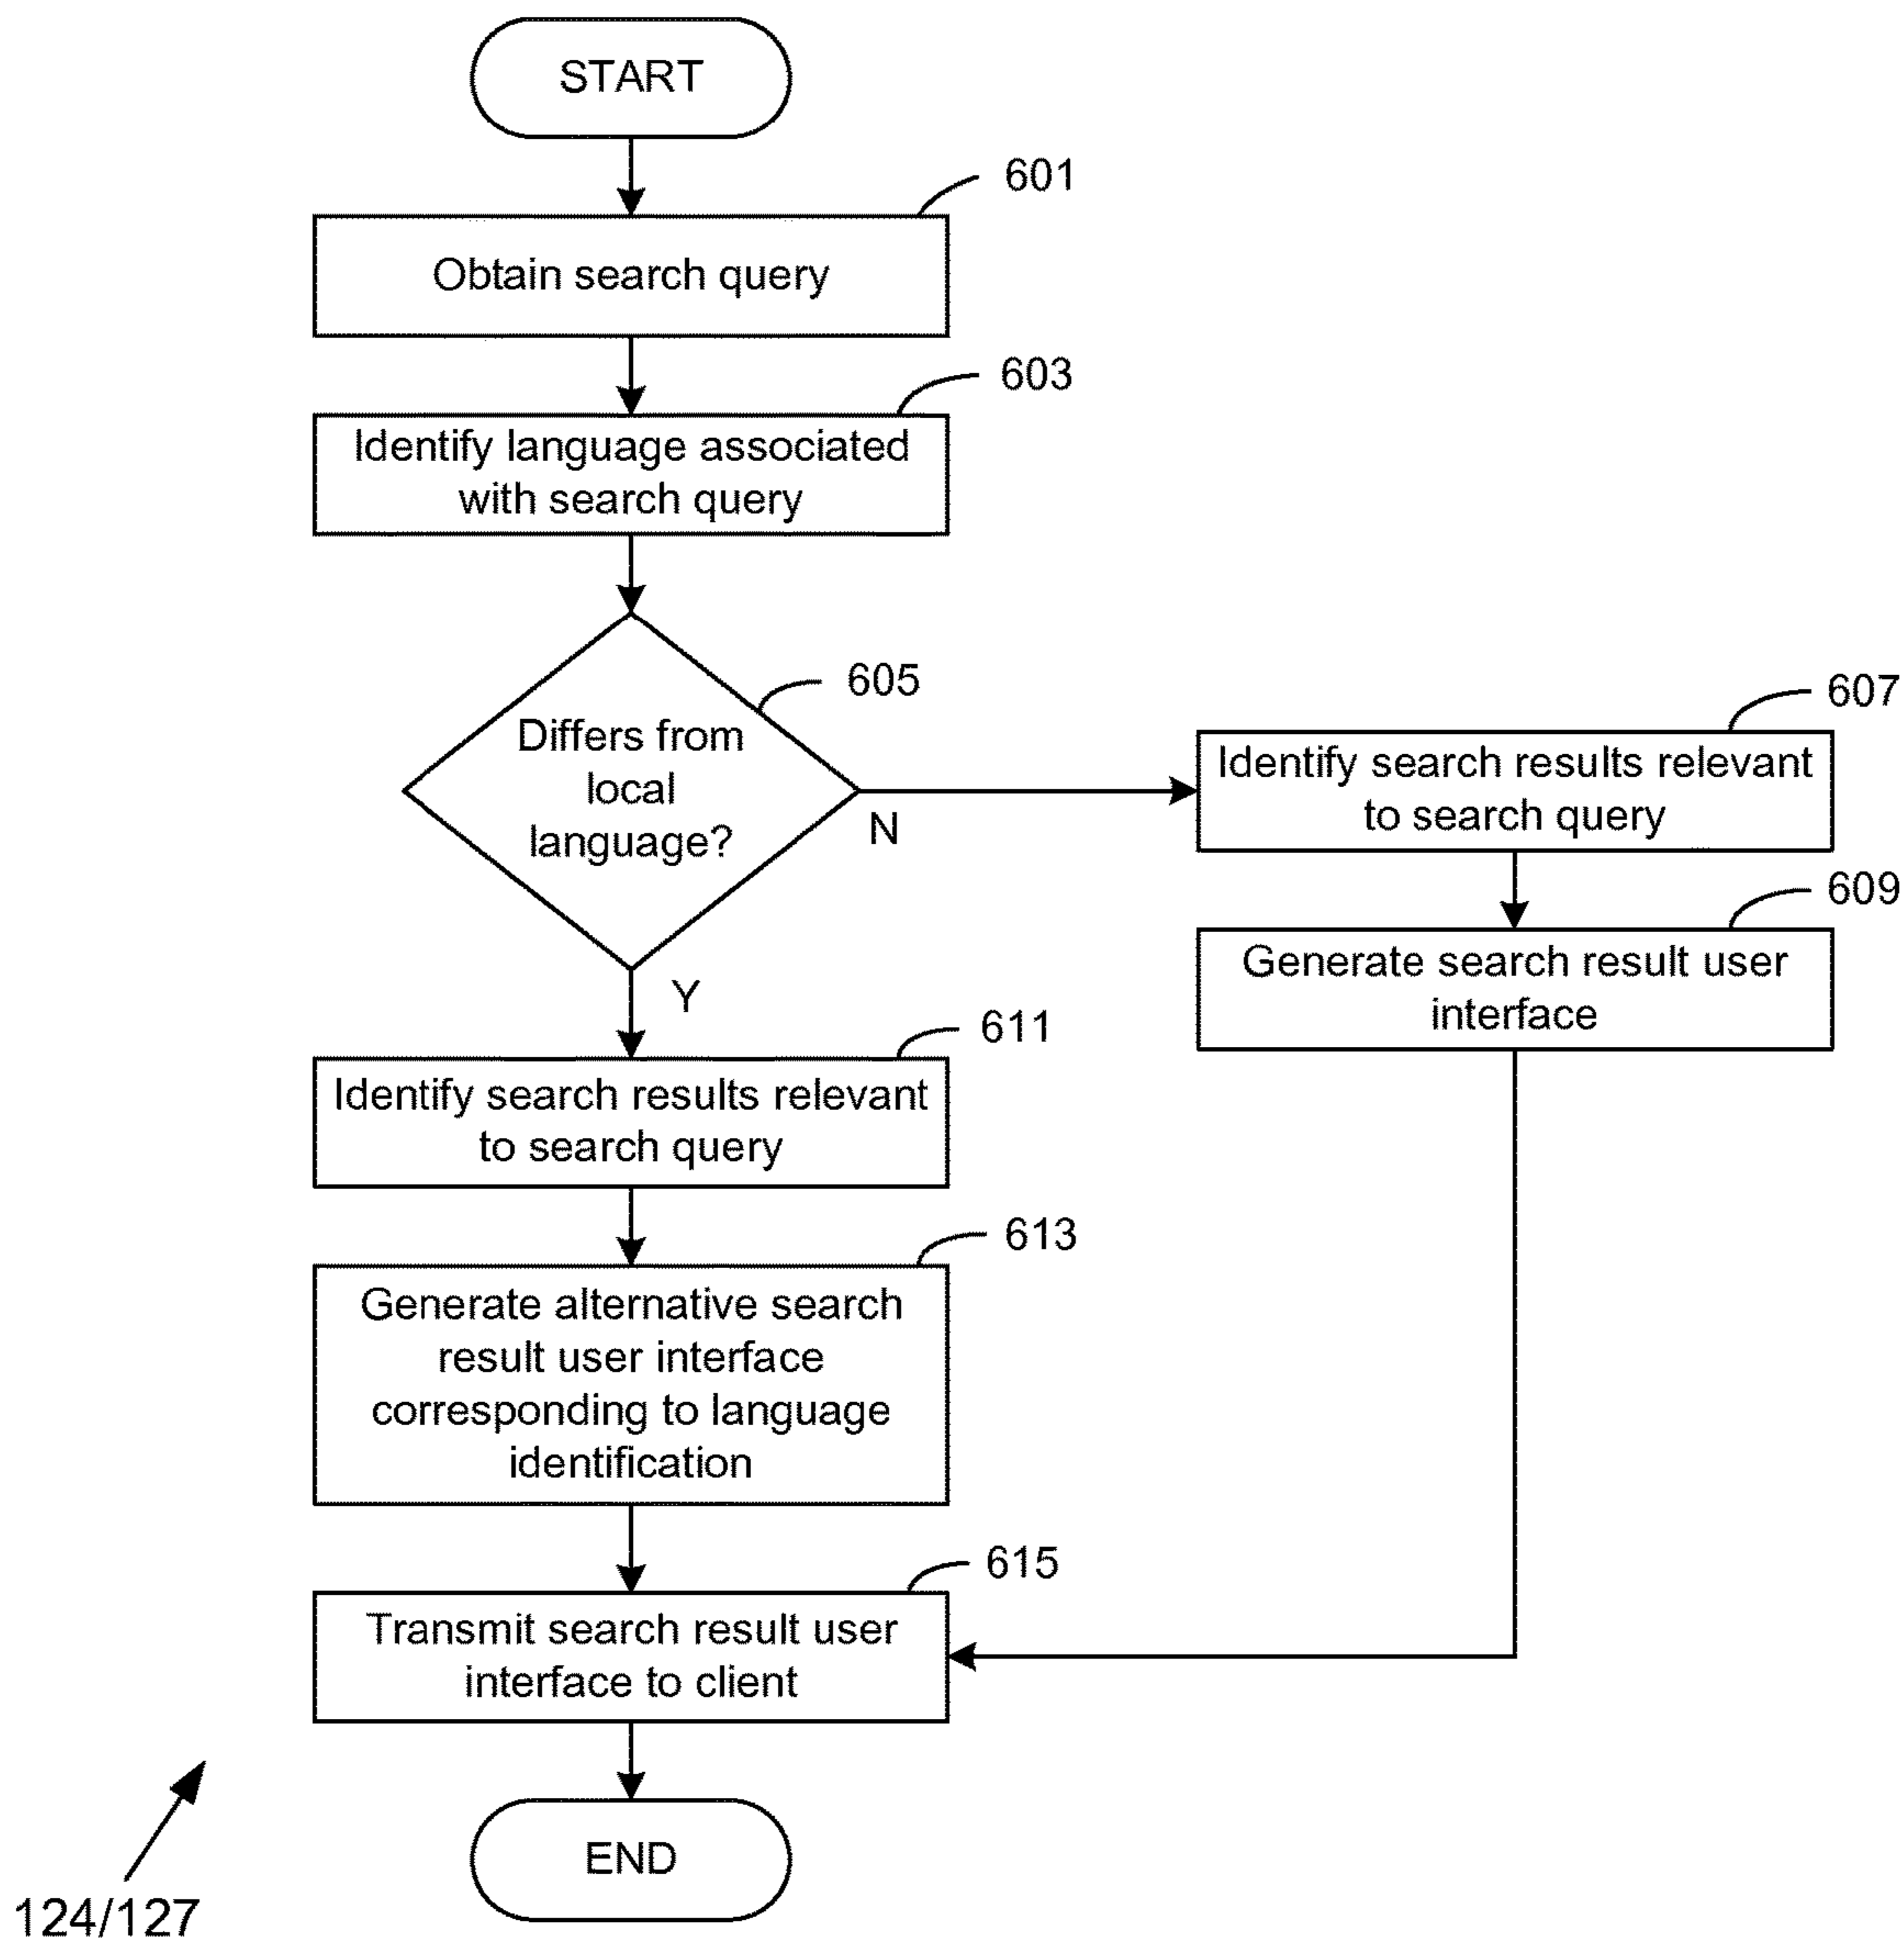 START
601
Obtain search query
603
Identify language associated
with search query
605
Differs from
local
language?
N
Y
607
Identify search results relevant
to search query
609
Generate search result user
interface
611
Identify search results relevant
to search query
613
Generate alternative search
result user interface
corresponding to language
identification
615
Transmit search result user
interface to client
END
124/127